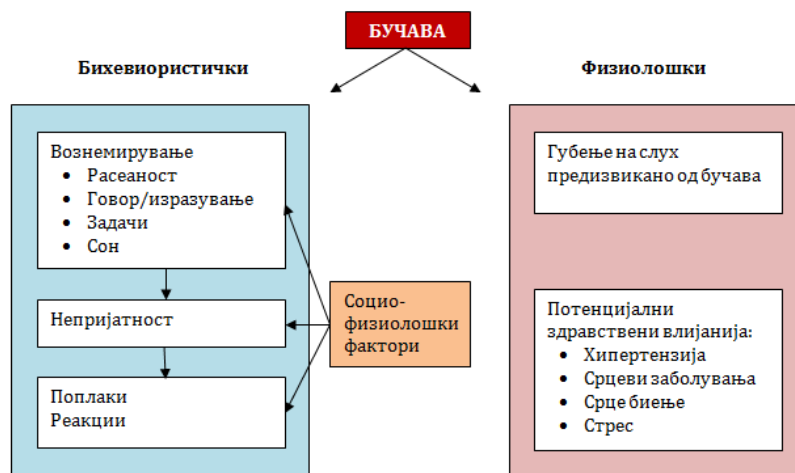 БУЧАВА
Бихевиористички
Физиолошки
Вознемирување
• Расеаност
• Говор/изразување
• Задачи
• Сон
Непријатност
Поплаки
Реакции
Социо-
физиолошки
фактори
Губење на слух
предизвикано од бучава
Потенцијални
здравствени влијанија:
• Хипертензија
• Срцеви заболувања
• Срце биење
• Стрес